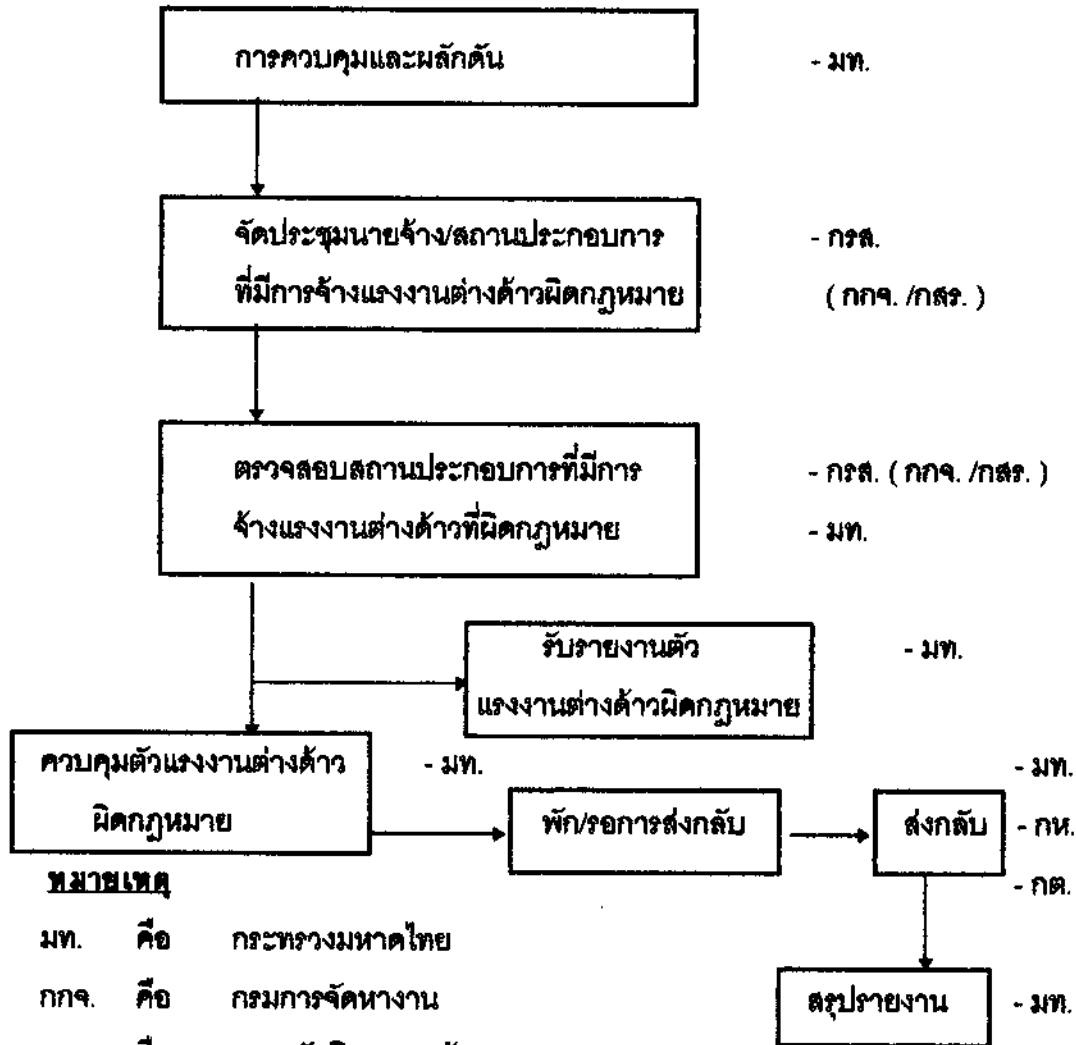 การควบคุมและผลักดัน - มท.
จัดประชุมนายจ้าง/สถานประกอบการ - กรส.
ที่มีการจ้างแรงงานต่างด้าวผิดกฎหมาย ( กกจ. /กสร. )
ตรวจสอบสถานประกอบการที่มีการ - กรส. ( กกจ. /กสร. )
จ้างแรงงานต่างด้าวที่ผิดกฎหมาย - มท.
รับรายงานตัว - มท.
แรงงานต่างด้าวผิดกฎหมาย
ควบคุมตัวแรงงานต่างด้าว - มท.
ผิดกฎหมาย
พัก/รอการส่งกลับ
ส่งกลับ
- มท.
- กห.
- กต.
สรุปรายงาน - มท.
หมายเหตุ
มท. คือ กระทรวงมหาดไทย
กกจ. คือ กรมการจัดหางาน